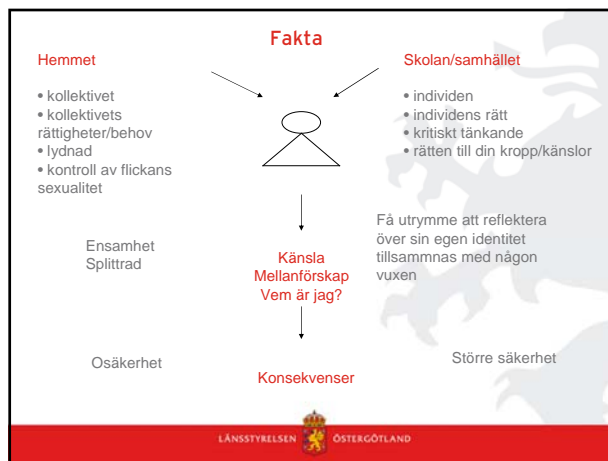 Fakta
Hemmet
• kollektivet
• kollektivets
rättigheter/behov
• lydnad
• kontroll av flickans
sexualitet
Skolan/samhället
• individen
• individens rätt
• kritiskt tänkande
• rätten till din kropp/känslor
Ensamhet
Splittrad
Känsla
Mellanförskap
Vem är jag?
Få utrymme att reflektera
över sin egen identitet
tillsammnas med någon
vuxen
Osäkerhet
Konsekvenser
Större säkerhet
LÄNSSTYRELSEN ÖSTERGÖTLAND